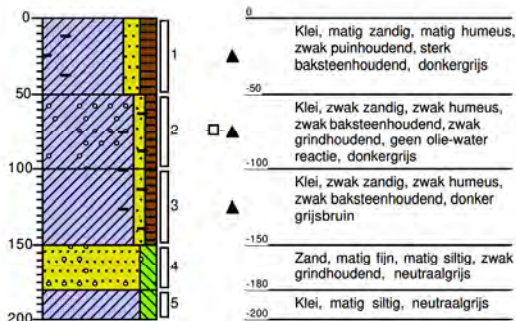 0
50
100
150
200
1
2
3
4
5
0
Klei, matig zandig, matig humeus,
zwak puinhoudend, sterk
baksteenhoudend, donkergrijs
-50
Klei, zwak zandig, zwak humeus,
zwak baksteenhoudend, zwak
grindhoudend, geen olie-water
reactie, donkergrijs
-100
Klei, zwak zandig, zwak humeus,
zwak baksteenhoudend, donker
grijsbruin
-150
Zand, matig fijn, matig siltig, zwak
grindhoudend, neutraalgrijs
-180
Klei, matig siltig, neutraalgrijs
-200